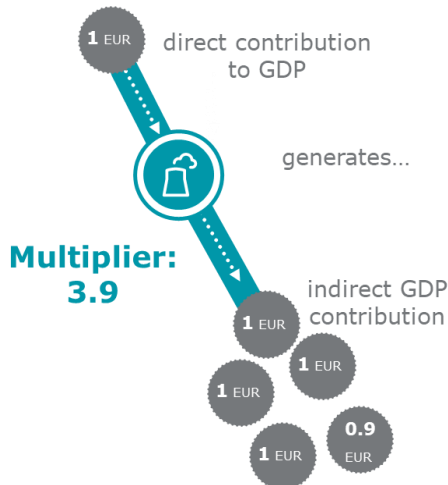 1 EUR
direct contribution
to GDP
generates…
Multiplier:
3.9
indirect GDP
contribution
1 EUR
1 EUR
1 EUR
0.9
EUR
1 EUR